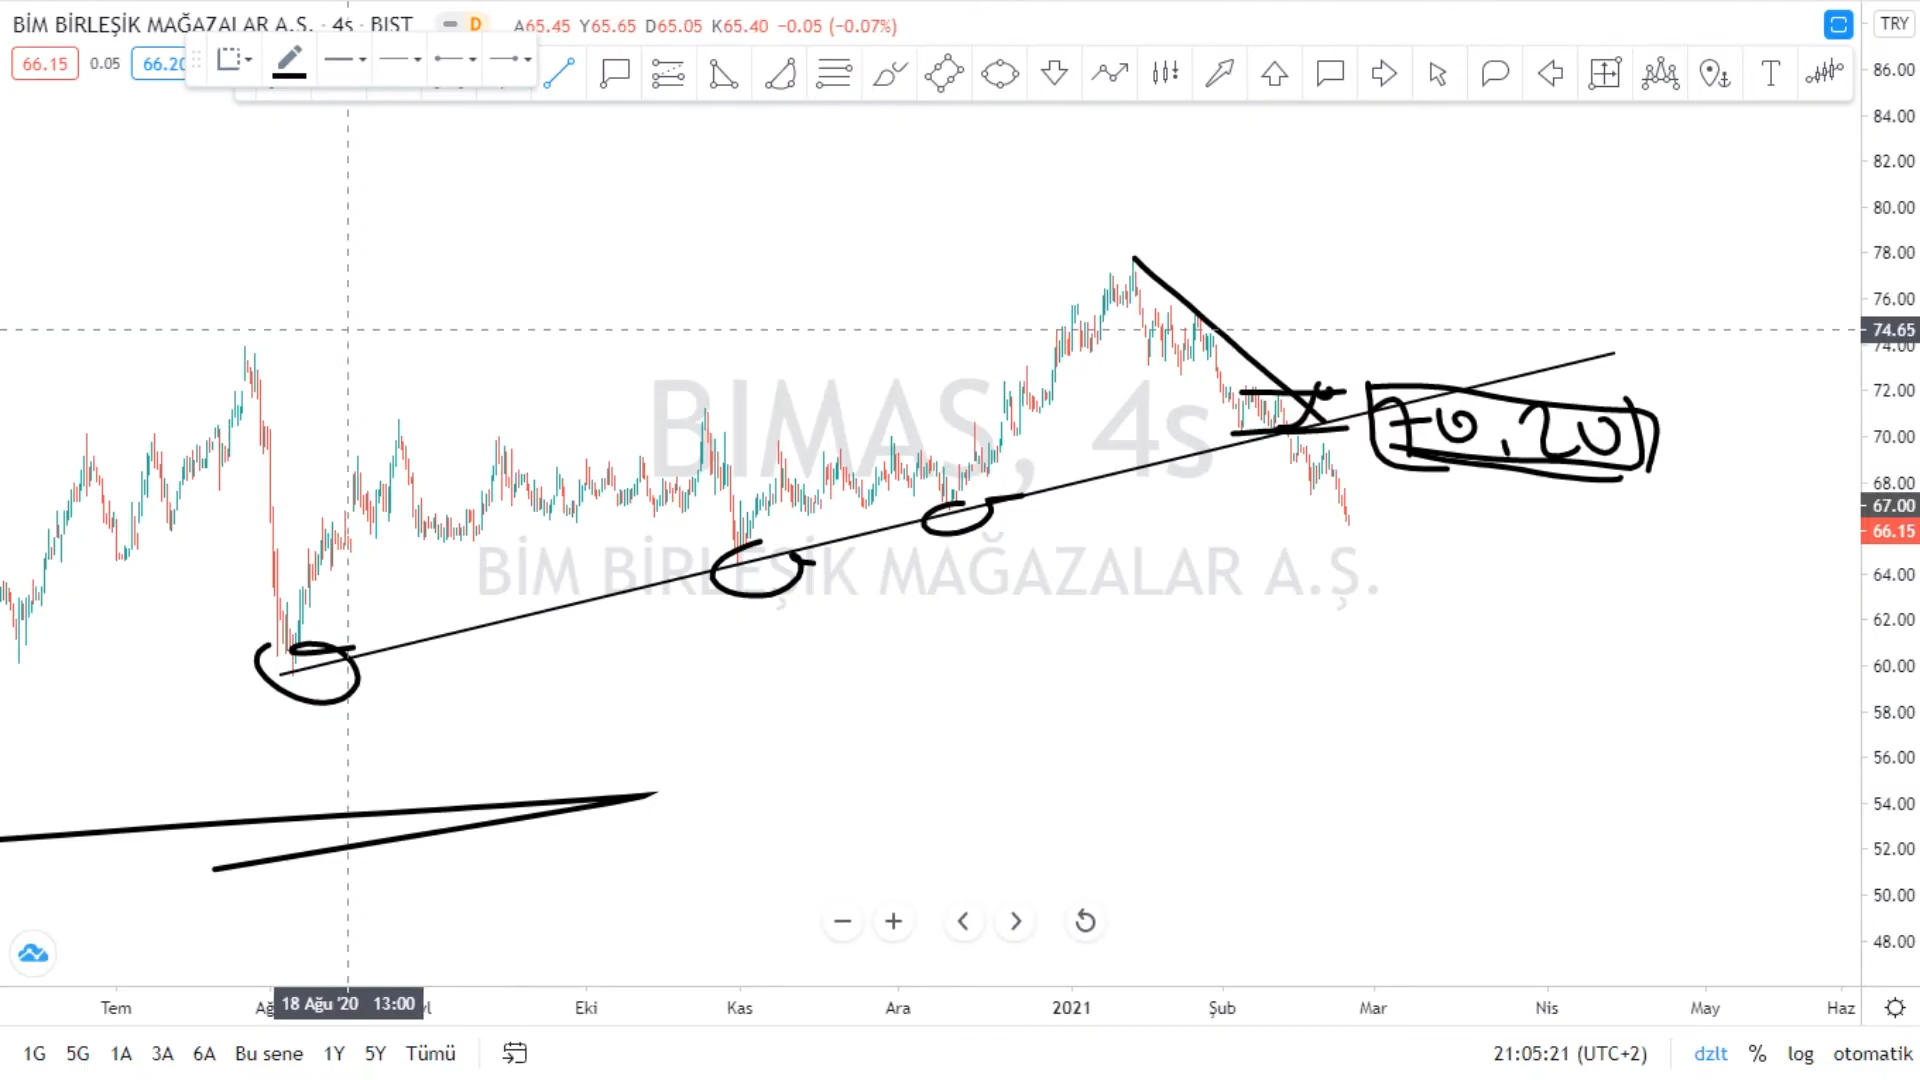 BİM BİRLEŞİK MAĞAZALAR A.Ş. · 4s · BIST D A65.45 Y65.65 D65.05 K65.40 −0.05 (−0.07%)
TRY
66.15 0.05 66.20
T
86.00
84.00
82.00
80.00
78.00
76.00
74.65
74.00
72.00
70.00
68.00
67.00
66.15
64.00
62.00
60.00
58.00
56.00
54.00
52.00
50.00
48.00
70,20
BIMAS, 4s
BİM BİRLEŞİK MAĞAZALAR A.Ş.
Tem 18 Ağu '20 13:00 Eki Kas Ara 2021 Şub Mar Nis May Haz
1G 5G 1A 3A 6A Bu sene 1Y 5Y Tümü 21:05:21 (UTC+2) dzlt % log otomatik